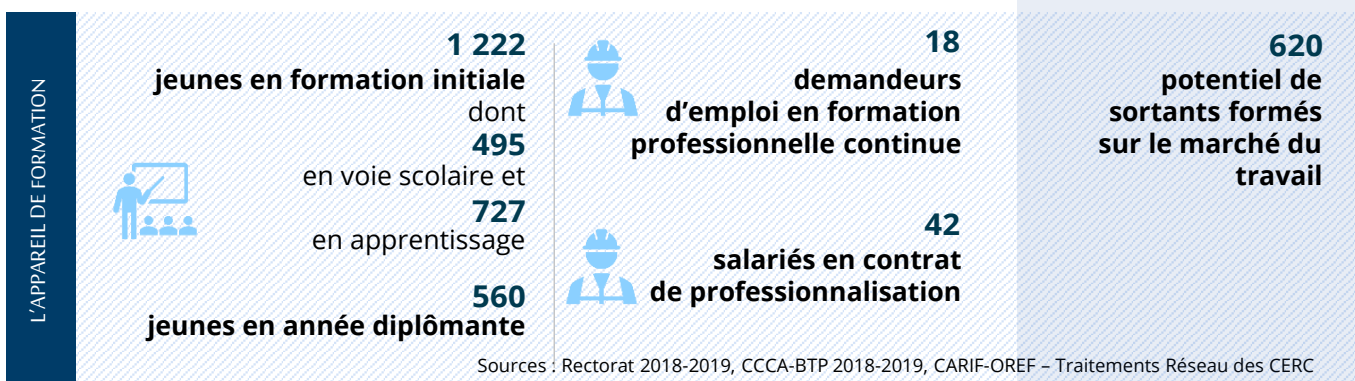 L'APPAREIL DE FORMATION
1 222
jeunes en formation initiale
dont
495
en voie scolaire et
727
en apprentissage
560
jeunes en année diplômante
18
demandeurs
d'emploi en formation
professionnelle continue
42
salariés en contrat
de professionnalisation
620
potentiel de
sortants formés
sur le marché du
travail
Sources : Rectorat 2018-2019, CCCA-BTP 2018-2019, CARIF-OREF – Traitements Réseau des CERC